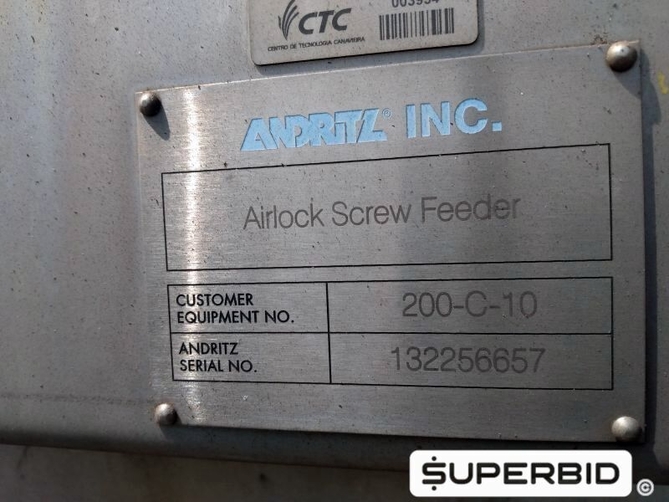 003954
CTC
CENTRO DE TECNOLOGIA CANAVIEIRA
ANDRITZ® INC.
Airlock Screw Feeder
CUSTOMER EQUIPMENT NO. 200-C-10
ANDRITZ SERIAL NO. 132256657
SUPERBID ©